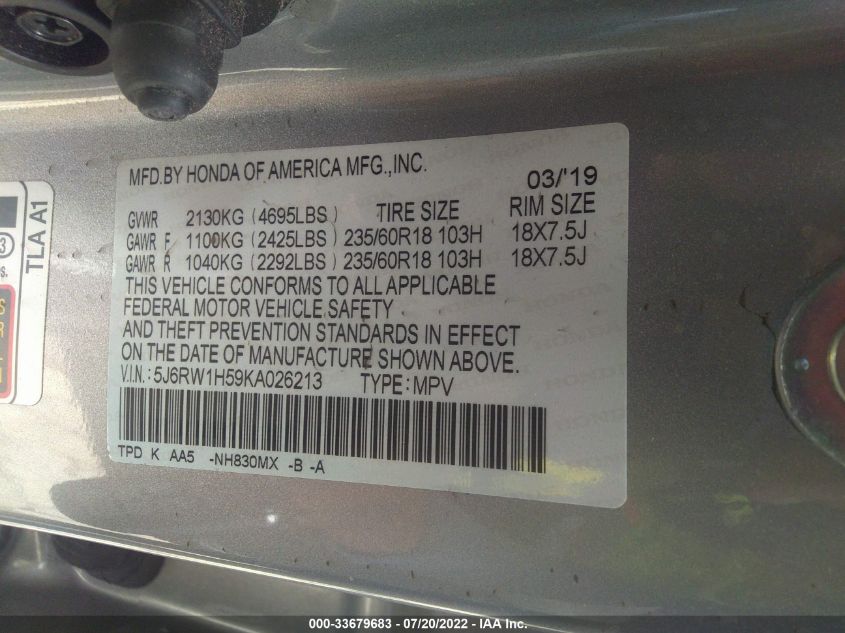 MFD.BY HONDA OF AMERICA MFG.,INC.
03/'19
GVWR 2130KG (4695LBS) TIRE SIZE RIM SIZE
GAWR F 1100KG (2425LBS) 235/60R18 103H 18X7.5J
GAWR R 1040KG (2292LBS) 235/60R18 103H 18X7.5J
THIS VEHICLE CONFORMS TO ALL APPLICABLE
FEDERAL MOTOR VEHICLE SAFETY
AND THEFT PREVENTION STANDARDS IN EFFECT
ON THE DATE OF MANUFACTURE SHOWN ABOVE.
V.I.N.: 5J6RW1H59KA026213 TYPE: MPV
TPD K AA5 -NH830MX -B -A
TLA A1
000-33679683 / 07/20/2022 - IAA Inc.